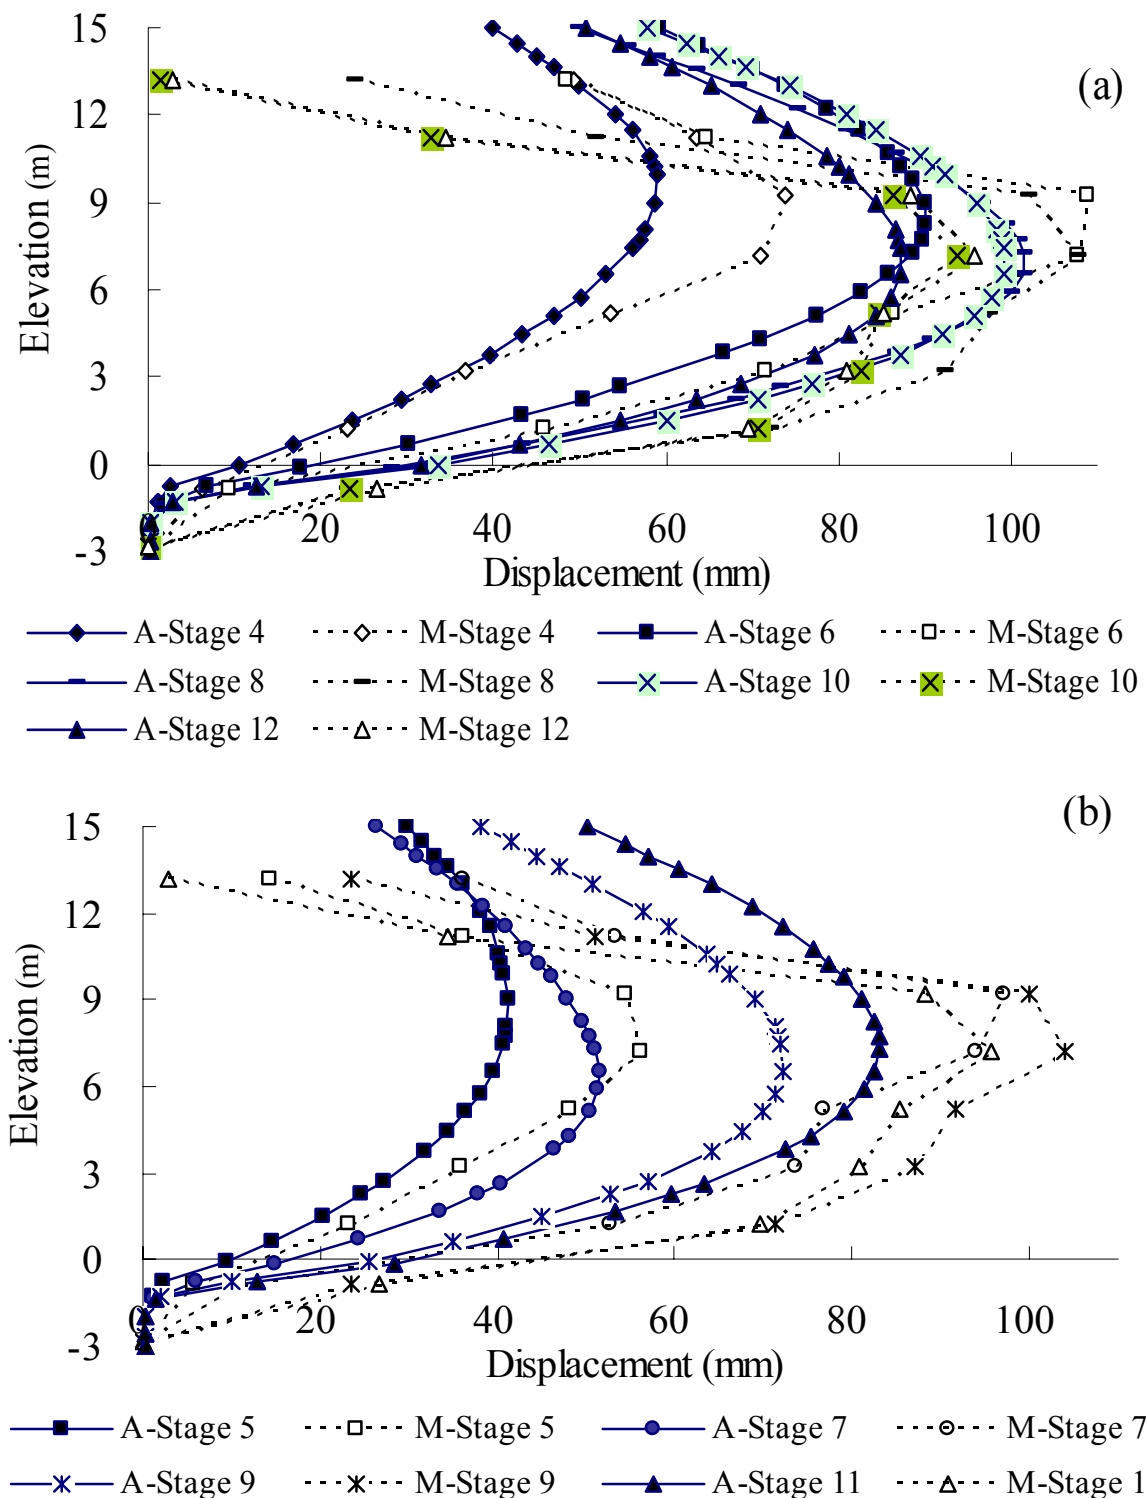 15
(a)
12
9
6
3
0
-3
Elevation (m)
20
40
60
80
100
Displacement (mm)
A-Stage 4
M-Stage 4
A-Stage 6
M-Stage 6
A-Stage 8
M-Stage 8
A-Stage 10
M-Stage 10
A-Stage 12
M-Stage 12
15
(b)
12
9
6
3
0
-3
Elevation (m)
20
40
60
80
100
Displacement (mm)
A-Stage 5
M-Stage 5
A-Stage 7
M-Stage 7
A-Stage 9
M-Stage 9
A-Stage 11
M-Stage 1